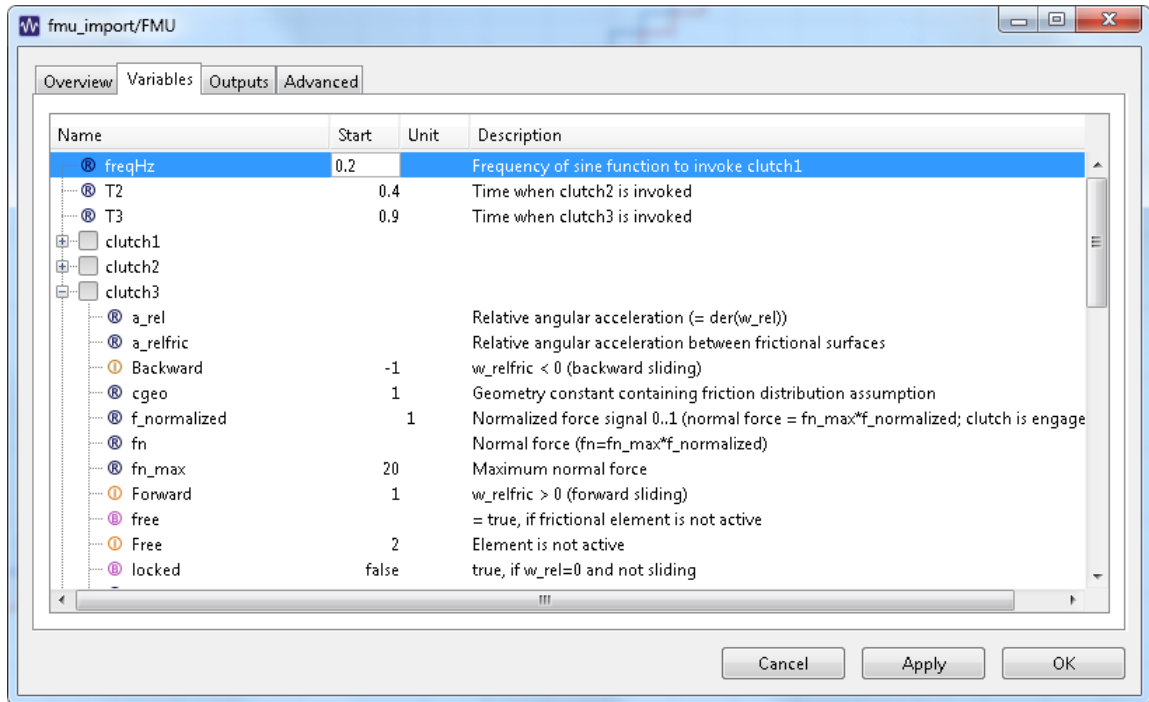 fmu_import/FMU
Overview Variables Outputs Advanced
Name Start Unit Description
R freqHz 0.2 Frequency of sine function to invoke clutch1
R T2 0.4 Time when clutch2 is invoked
R T3 0.9 Time when clutch3 is invoked
clutch1
clutch2
clutch3
R a_rel Relative angular acceleration (= der(w_rel))
R a_relfric Relative angular acceleration between frictional surfaces
I Backward -1 w_relfric < 0 (backward sliding)
R cgeo 1 Geometry constant containing friction distribution assumption
R f_normalized 1 Normalized force signal 0..1 (normal force = fn_max*f_normalized; clutch is engage
R fn Normal force (fn=fn_max*f_normalized)
R fn_max 20 Maximum normal force
I Forward 1 w_relfric > 0 (forward sliding)
B free = true, if frictional element is not active
I Free 2 Element is not active
B locked false true, if w_rel=0 and not sliding
Cancel Apply OK